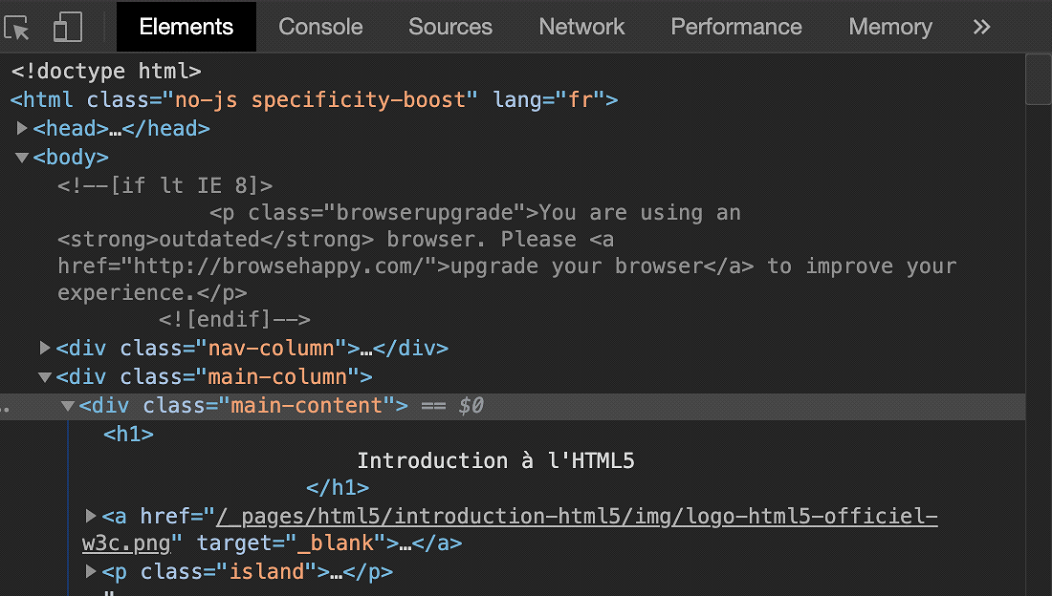 Elements Console Sources Network Performance Memory »
<!doctype html>
<html class="no-js specificity-boost" lang="fr">
<head>…</head>
<body>
<!--[if lt IE 8]>
<p class="browserupgrade">You are using an
<strong>outdated</strong> browser. Please <a
href="http://browsehappy.com/">upgrade your browser</a> to improve your
experience.</p>
<![endif]-->
<div class="nav-column">…</div>
<div class="main-column">
<div class="main-content"> == $0
<h1>
Introduction à l'HTML5
</h1>
<a href="/_pages/html5/introduction-html5/img/logo-html5-officiel-
w3c.png" target="_blank">…</a>
<p class="island">…</p>